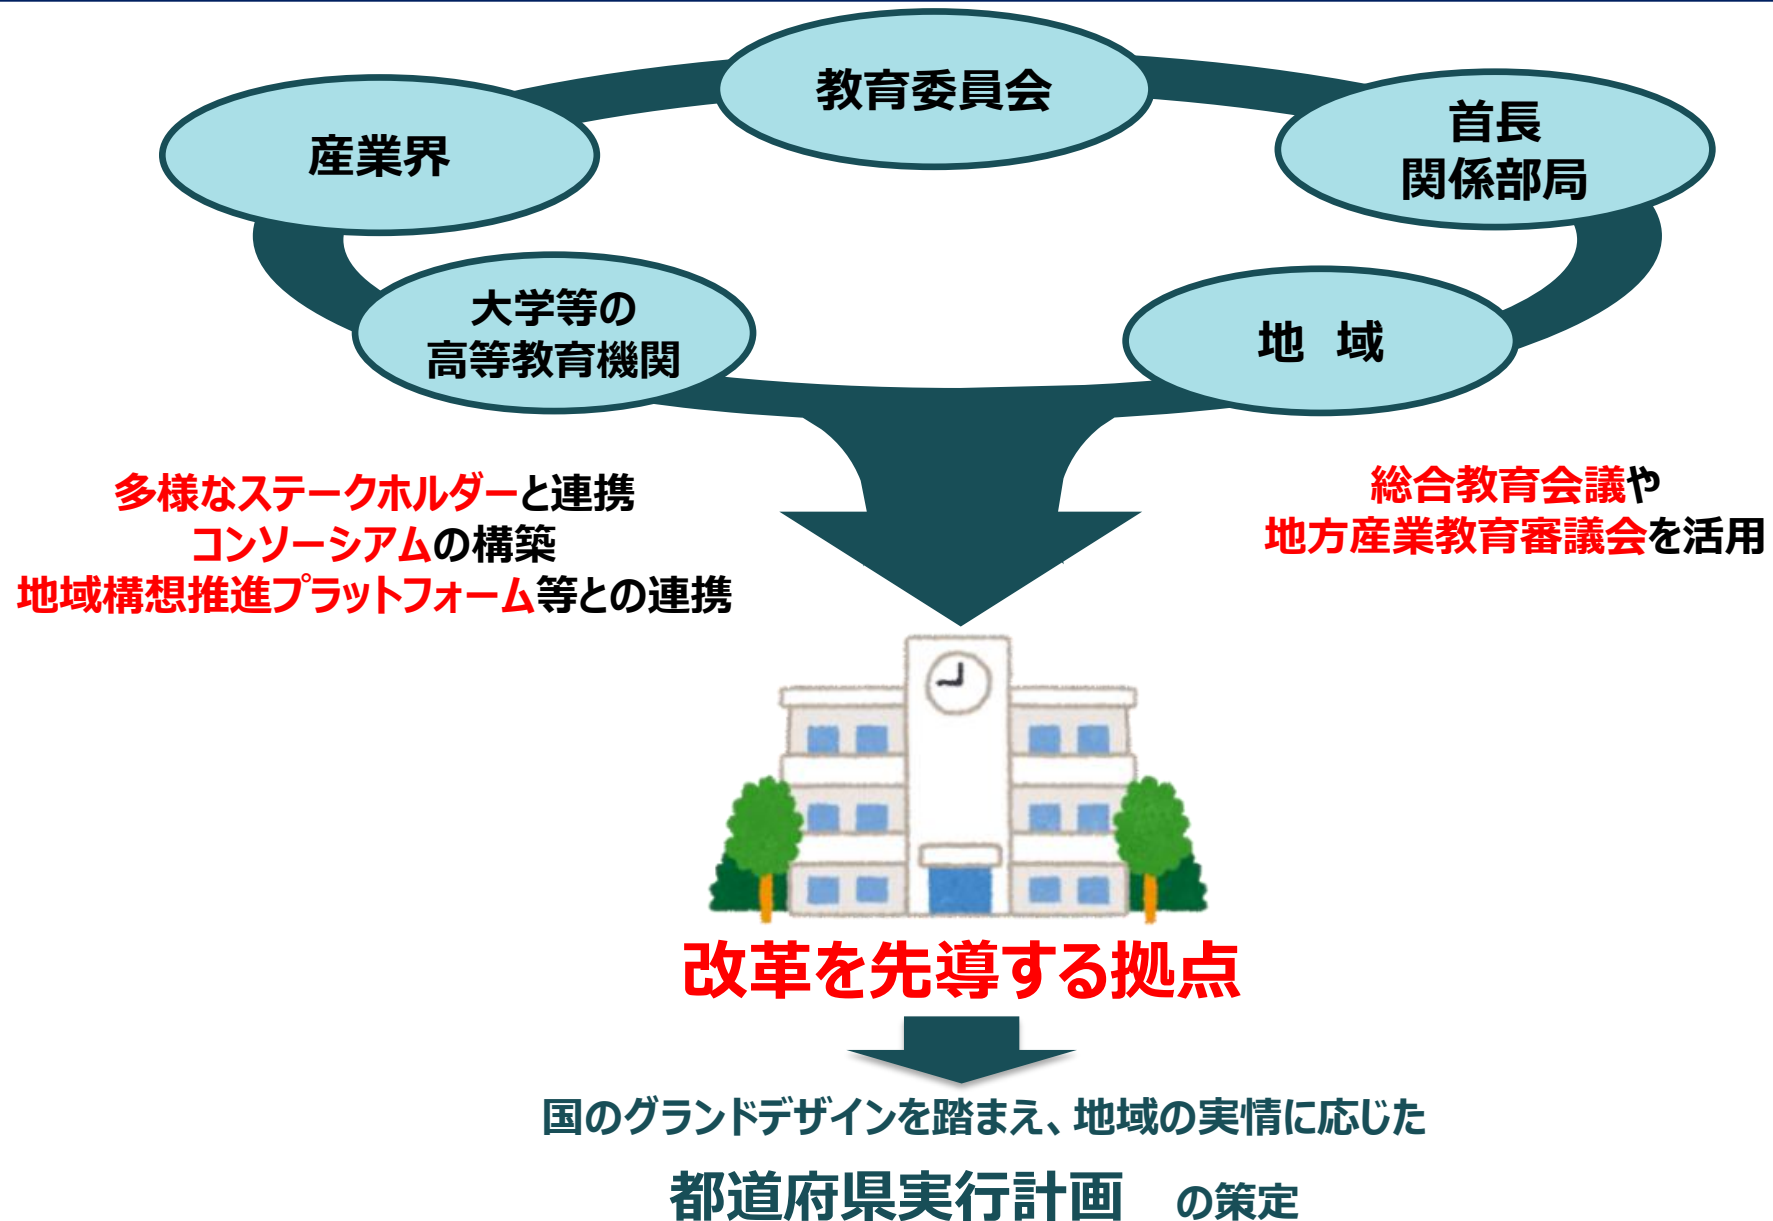 教育委員会
産業界
首長
関係部局
大学等の
高等教育機関
地　域
多様なステークホルダーと連携
コンソーシアムの構築
地域構想推進プラットフォーム等との連携
総合教育会議や
地方産業教育審議会を活用
改革を先導する拠点
国のグランドデザインを踏まえ、地域の実情に応じた
都道府県実行計画　の策定